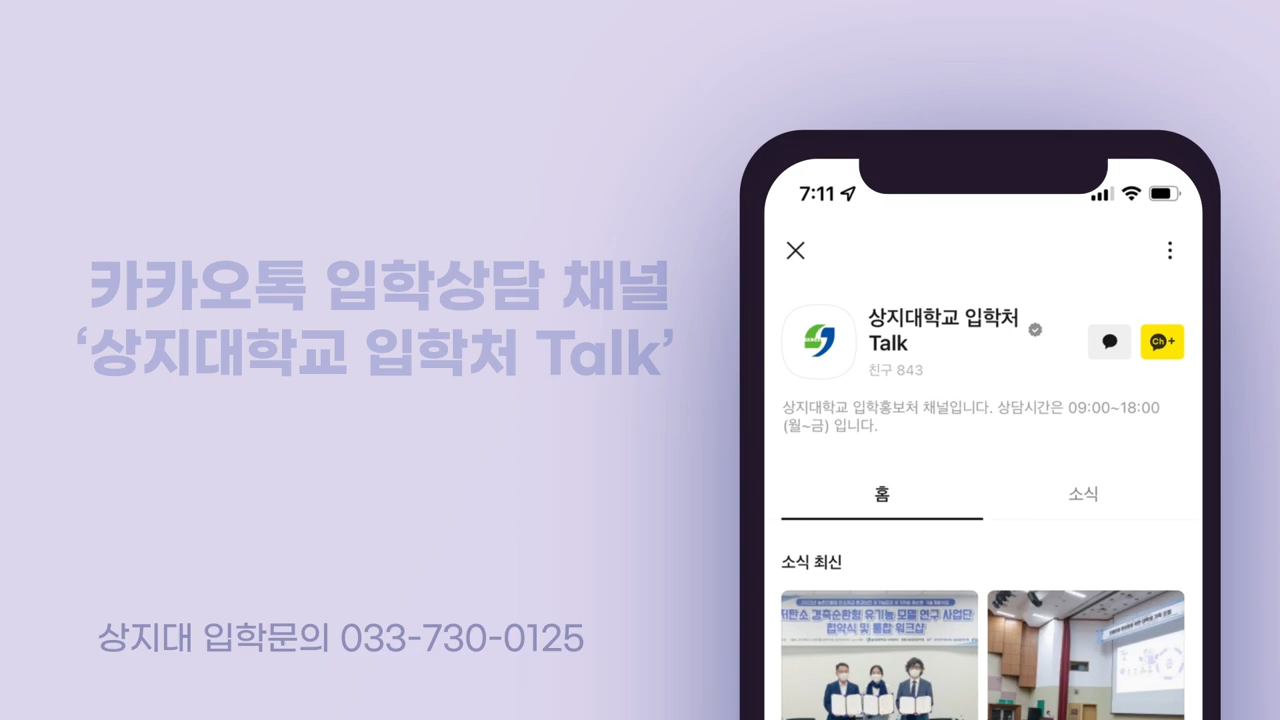 카카오톡 입학상담 채널
‘상지대학교 입학처 Talk’
상지대 입학문의 033-730-0125
7:11
상지대학교 입학처
Talk
친구 843
Ch+
상지대학교 입학홍보처 채널입니다. 상담시간은 09:00~18:00
(월~금) 입니다.
홈
소식
소식 최신
저탄소 경축순환형 유기농 모델 연구 사업단
협약식 및 통합 워크샵